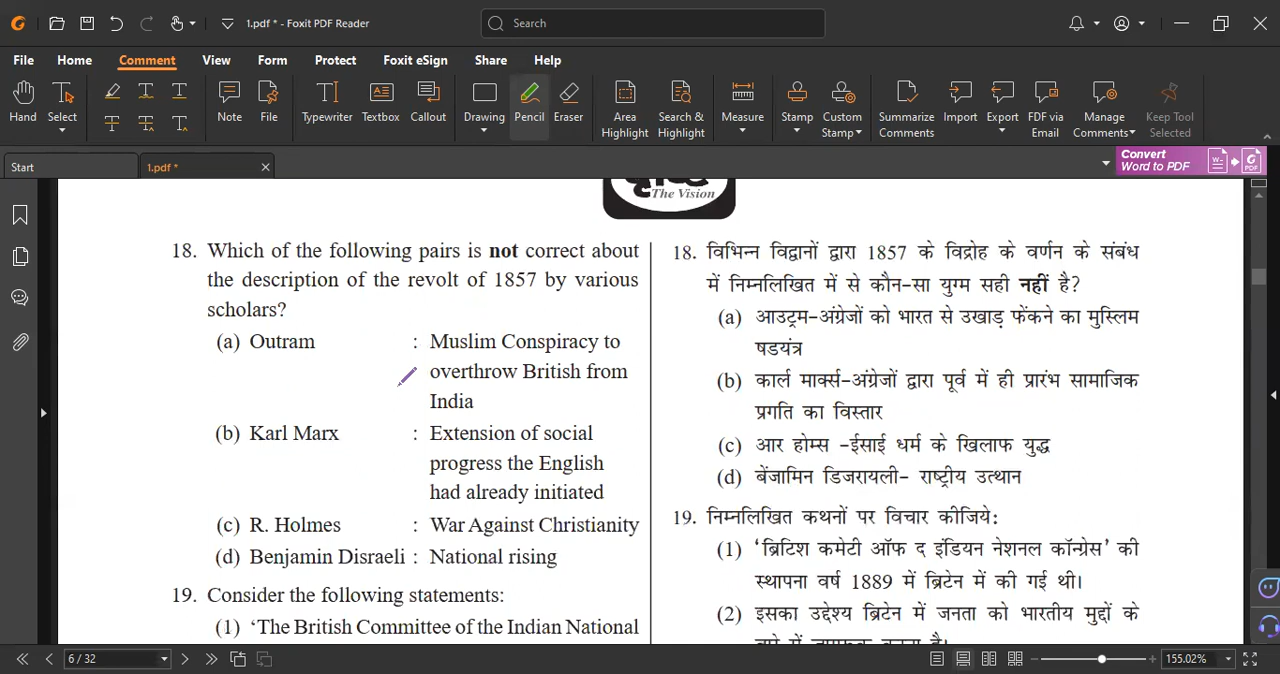 1.pdf * - Foxit PDF Reader
Search
File Home Comment View Form Protect Foxit eSign Share Help
Hand
Select
Note
File
Typewriter
Textbox
Callout
Drawing
Pencil
Eraser
Area
Highlight
Search &
Highlight
Measure
Stamp
Custom
Stamp
Summarize
Comments
Import
Export
FDF via
Email
Manage
Comments
Keep Tool
Selected
Start
1.pdf *
Convert
Word to PDF
The Vision
18. Which of the following pairs is not correct about
the description of the revolt of 1857 by various
scholars?
(a) Outram : Muslim Conspiracy to
overthrow British from
India
(b) Karl Marx : Extension of social
progress the English
had already initiated
(c) R. Holmes : War Against Christianity
(d) Benjamin Disraeli : National rising
19. Consider the following statements:
(1) ‘The British Committee of the Indian National
18. विभिन्न विद्वानों द्वारा 1857 के विद्रोह के वर्णन के संबंध
में निम्नलिखित में से कौन-सा युग्म सही नहीं है?
(a) आउट्रम-अंग्रेजों को भारत से उखाड़ फेंकने का मुस्लिम
षडयंत्र
(b) कार्ल मार्क्स-अंग्रेजों द्वारा पूर्व में ही प्रारंभ सामाजिक
प्रगति का विस्तार
(c) आर होम्स -ईसाई धर्म के खिलाफ युद्ध
(d) बेंजामिन डिजरायली- राष्ट्रीय उत्थान
19. निम्नलिखित कथनों पर विचार कीजिये:
(1) ‘ब्रिटिश कमेटी ऑफ द इंडियन नेशनल कॉन्ग्रेस’ की
स्थापना वर्ष 1889 में ब्रिटेन में की गई थी।
(2) इसका उद्देश्य ब्रिटेन में जनता को भारतीय मुद्दों के
6 / 32
155.02%